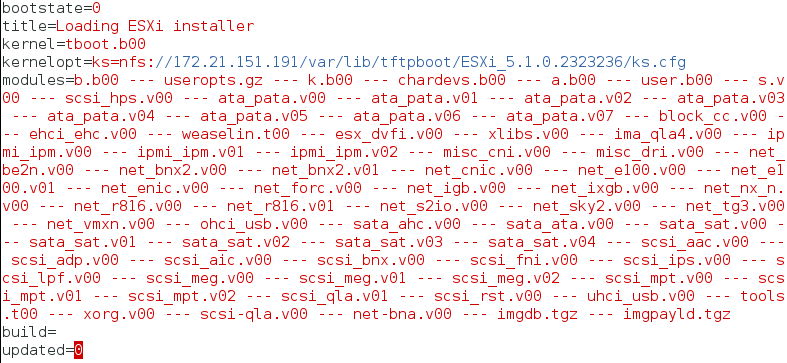 bootstate=0
title=Loading ESXi installer
kernel=tboot.b00
kernelopt=ks=nfs://172.21.151.191/var/lib/tftpboot/ESXi_5.1.0.2323236/ks.cfg
modules=b.b00 --- useropts.gz --- k.b00 --- chardevs.b00 --- a.b00 --- user.b00 --- s.v
00 --- scsi_hps.v00 --- ata_pata.v00 --- ata_pata.v01 --- ata_pata.v02 --- ata_pata.v03
 --- ata_pata.v04 --- ata_pata.v05 --- ata_pata.v06 --- ata_pata.v07 --- block_cc.v00 --
- ehci_ehc.v00 --- weaselin.t00 --- esx_dvfi.v00 --- xlibs.v00 --- ima_qla4.v00 --- ip
mi_ipm.v00 --- ipmi_ipm.v01 --- ipmi_ipm.v02 --- misc_cni.v00 --- misc_dri.v00 --- net_
be2n.v00 --- net_bnx2.v00 --- net_bnx2.v01 --- net_cnic.v00 --- net_e100.v00 --- net_e1
00.v01 --- net_enic.v00 --- net_forc.v00 --- net_igb.v00 --- net_ixgb.v00 --- net_nx_n.
v00 --- net_r816.v00 --- net_r816.v01 --- net_s2io.v00 --- net_sky2.v00 --- net_tg3.v00
 --- net_vmxn.v00 --- ohci_usb.v00 --- sata_ahc.v00 --- sata_ata.v00 --- sata_sat.v00 -
-- sata_sat.v01 --- sata_sat.v02 --- sata_sat.v03 --- sata_sat.v04 --- scsi_aac.v00 ---
 scsi_adp.v00 --- scsi_aic.v00 --- scsi_bnx.v00 --- scsi_fni.v00 --- scsi_ips.v00 --- s
csi_lpf.v00 --- scsi_meg.v00 --- scsi_meg.v01 --- scsi_meg.v02 --- scsi_mpt.v00 --- scs
i_mpt.v01 --- scsi_mpt.v02 --- scsi_qla.v01 --- scsi_rst.v00 --- uhci_usb.v00 --- tools
.t00 --- xorg.v00 --- scsi-qla.v00 --- net-bna.v00 --- imgdb.tgz --- imgpayld.tgz
build=
updated=0